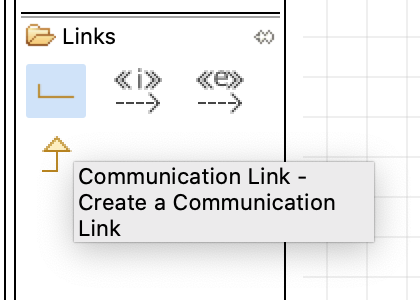 Links
«i» «e»
Communication Link -
Create a Communication
Link